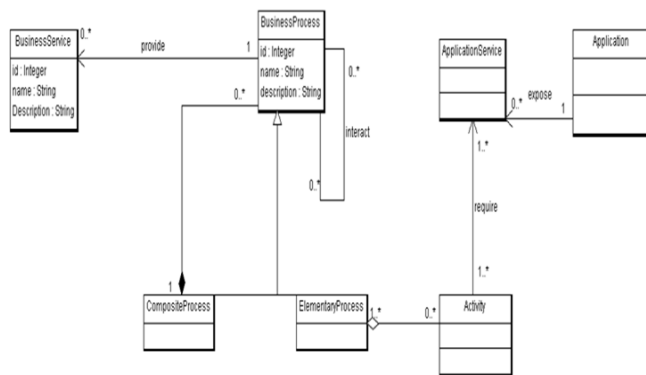 BusinessService
id : Integer
name : String
Description : String
0..*
provide
1
BusinessProcess
id : Integer
name : String
description : String
0..*
0..*
interact
0..*
ApplicationService
Application
0..*
expose
1
1..*
require
1..*
1
CompositeProcess
ElementaryProcess
1..*
0..*
Activity